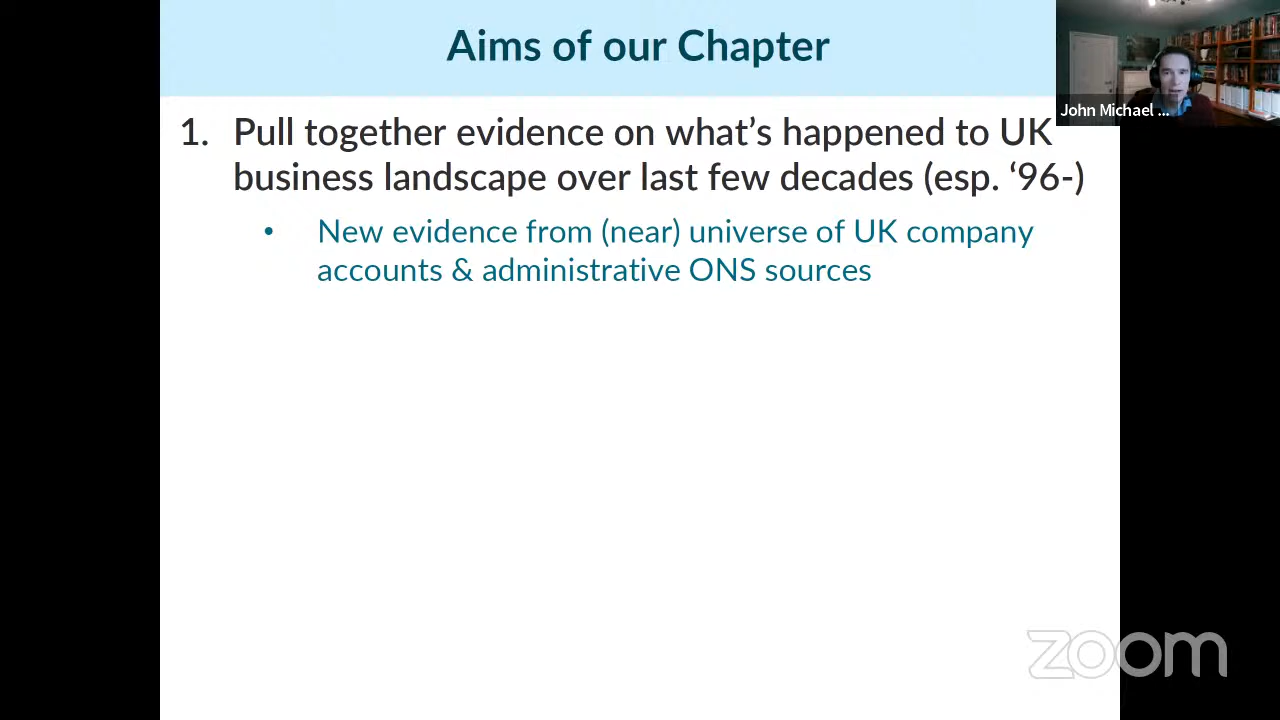 Aims of our Chapter
John Michael ...
1. Pull together evidence on what’s happened to UK
business landscape over last few decades (esp. ‘96-)
• New evidence from (near) universe of UK company
accounts & administrative ONS sources
zoom